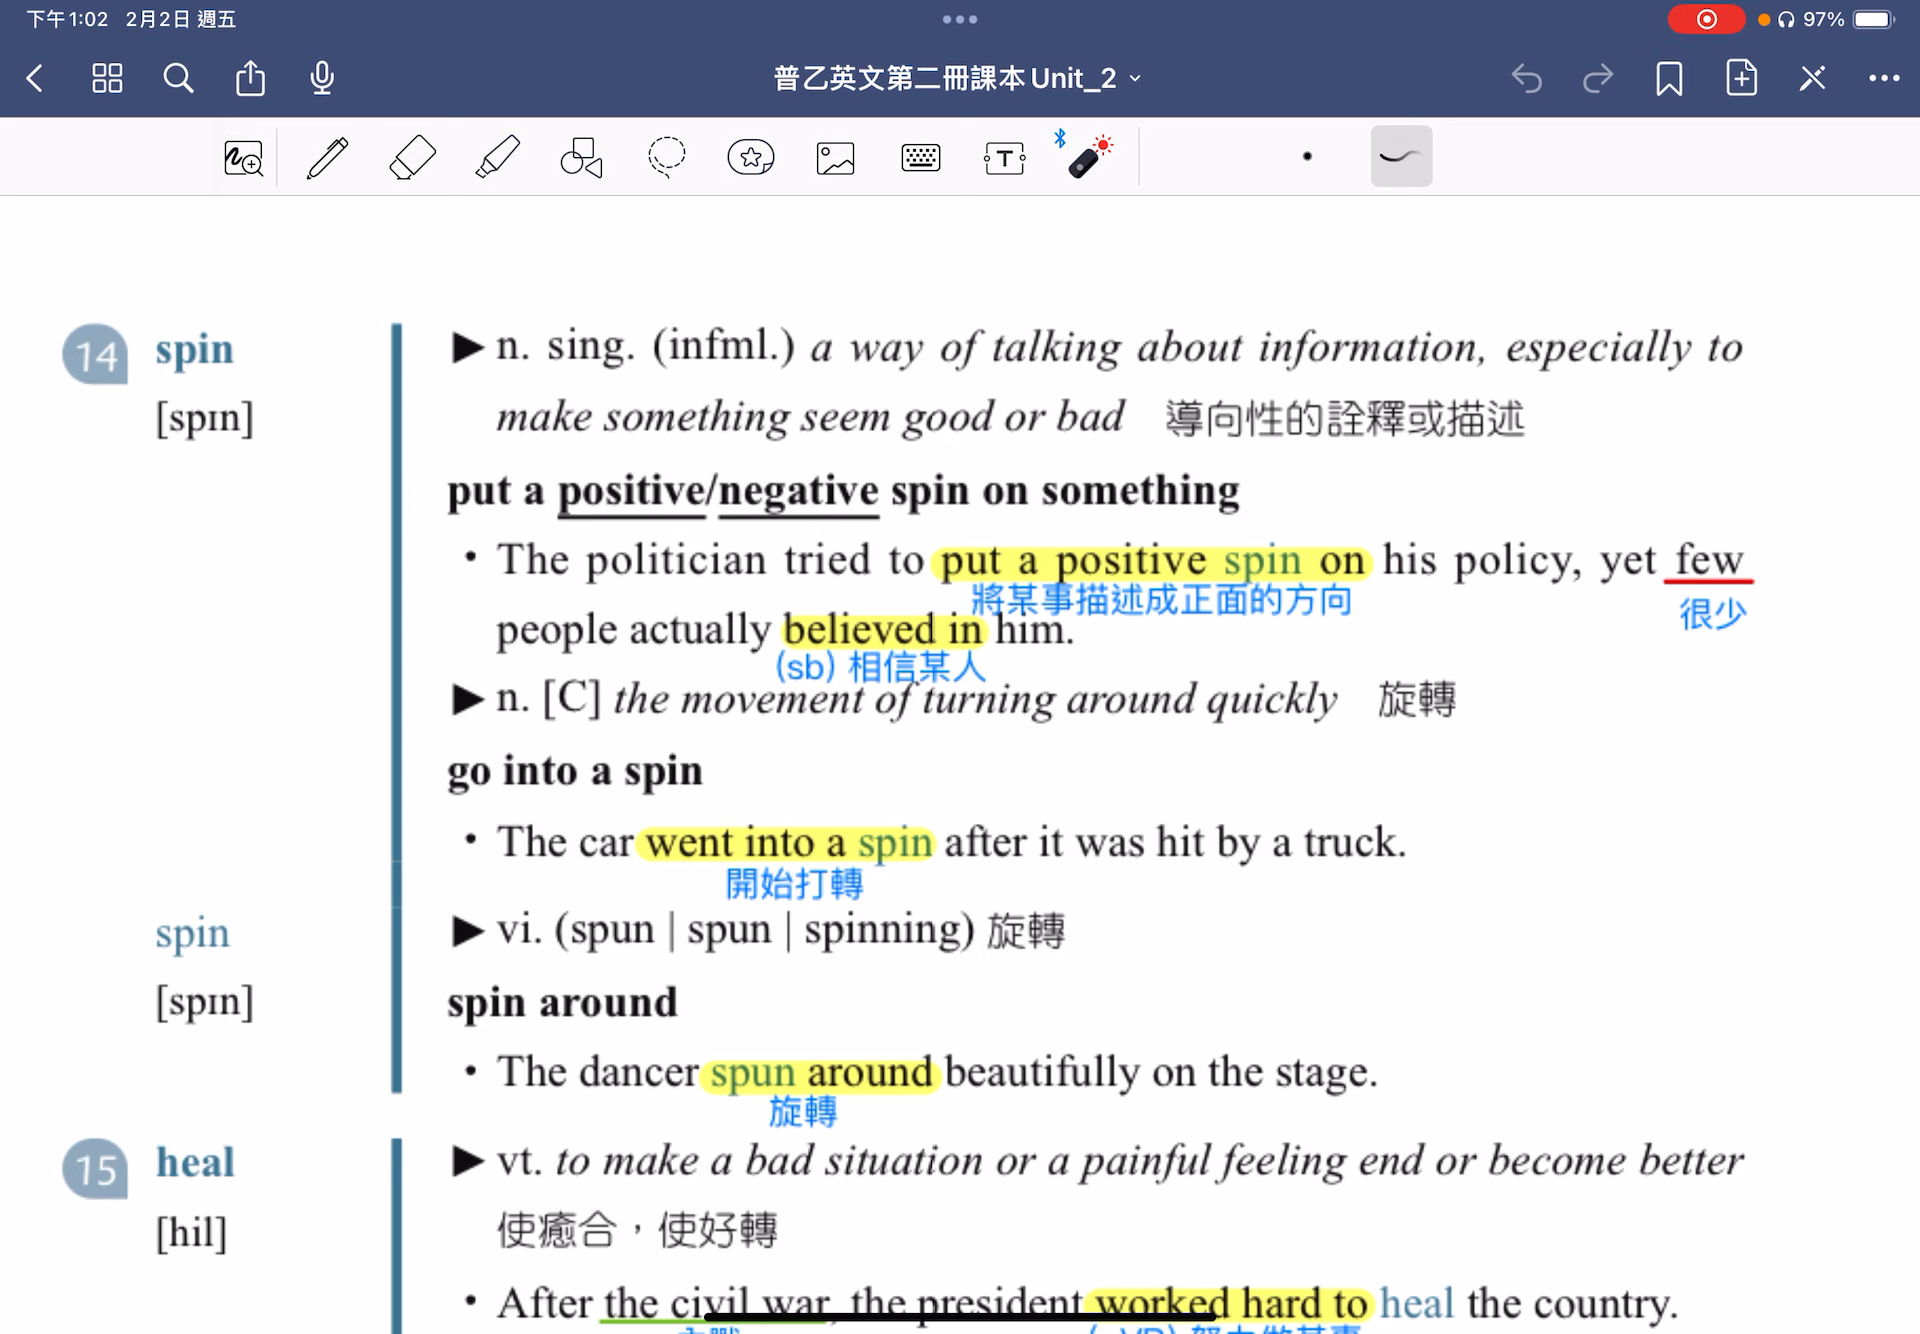 下午1:02 2月2日 週五
97%
普乙英文第二冊課本 Unit_2
14 spin
[spɪn]
▶ n. sing. (infml.) a way of talking about information, especially to
make something seem good or bad 導向性的詮釋或描述
put a positive/negative spin on something
• The politician tried to put a positive spin on his policy, yet few
將某事描述成正面的方向
很少
people actually believed in him.
(sb) 相信某人
▶ n. [C] the movement of turning around quickly 旋轉
go into a spin
• The car went into a spin after it was hit by a truck.
開始打轉
spin
[spɪn]
▶ vi. (spun | spun | spinning) 旋轉
spin around
• The dancer spun around beautifully on the stage.
旋轉
15 heal
[hil]
▶ vt. to make a bad situation or a painful feeling end or become better
使癒合，使好轉
• After the civil war, the president worked hard to heal the country.